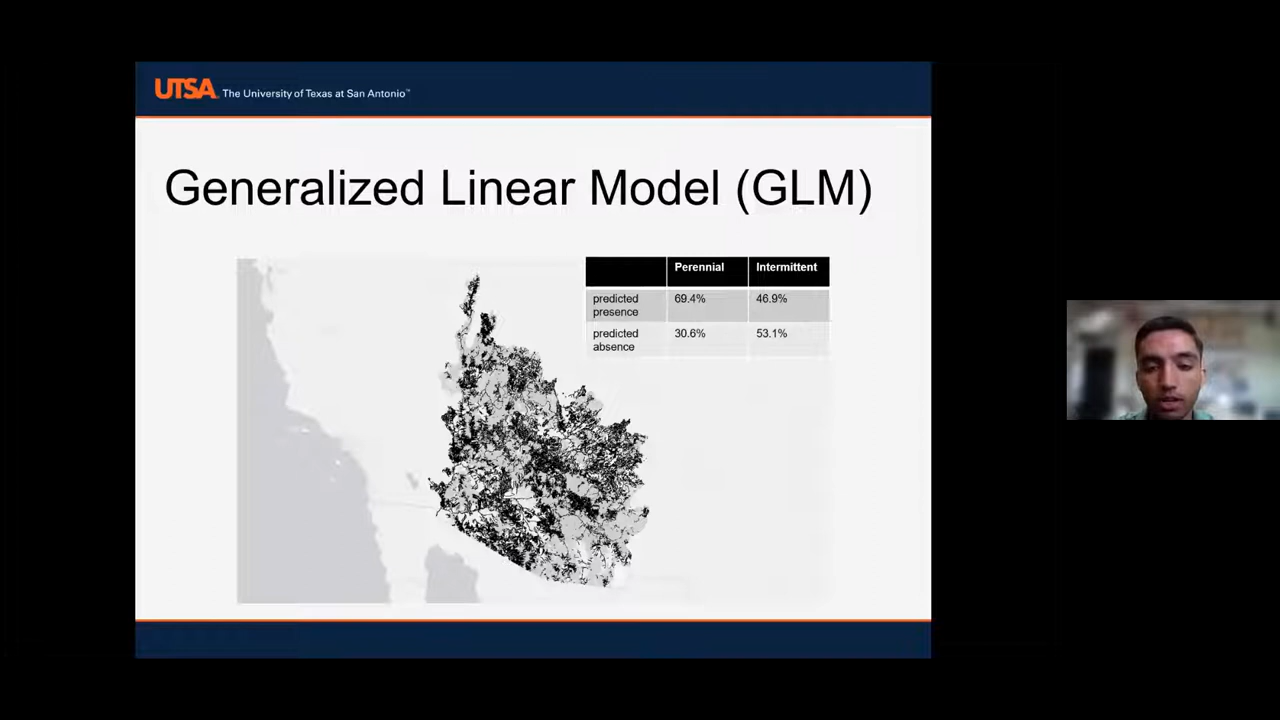 UTSA. The University of Texas at San Antonio™
Generalized Linear Model (GLM)
Perennial Intermittent
predicted presence 69.4% 46.9%
predicted absence 30.6% 53.1%